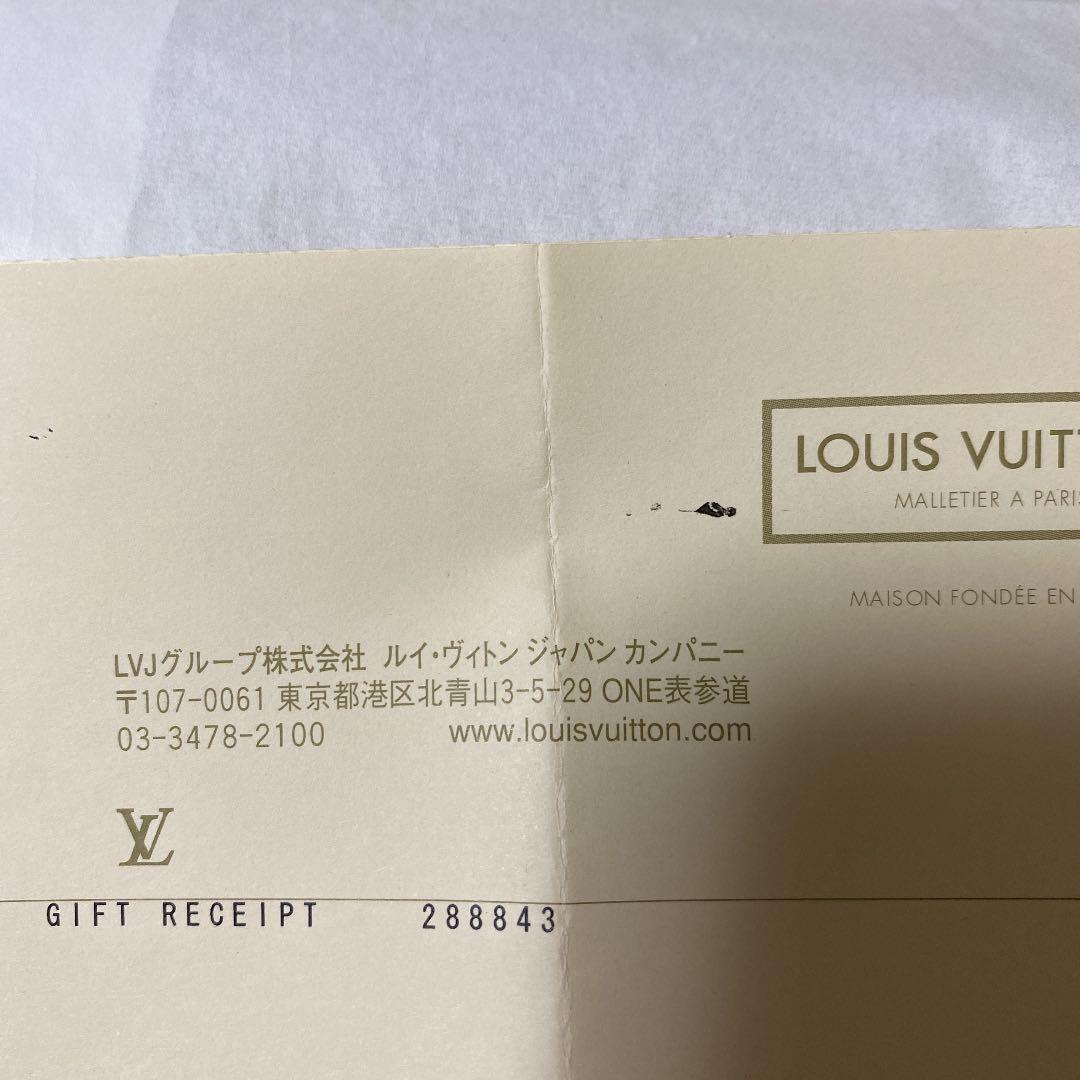 LOUIS VUITT
MALLETIER A PARIS
MAISON FONDÉE EN
LVJグループ株式会社 ルイ・ヴィトン ジャパン カンパニー
〒107-0061 東京都港区北青山3-5-29 ONE表参道
03-3478-2100 www.louisvuitton.com
LV
GIFT RECEIPT 288843